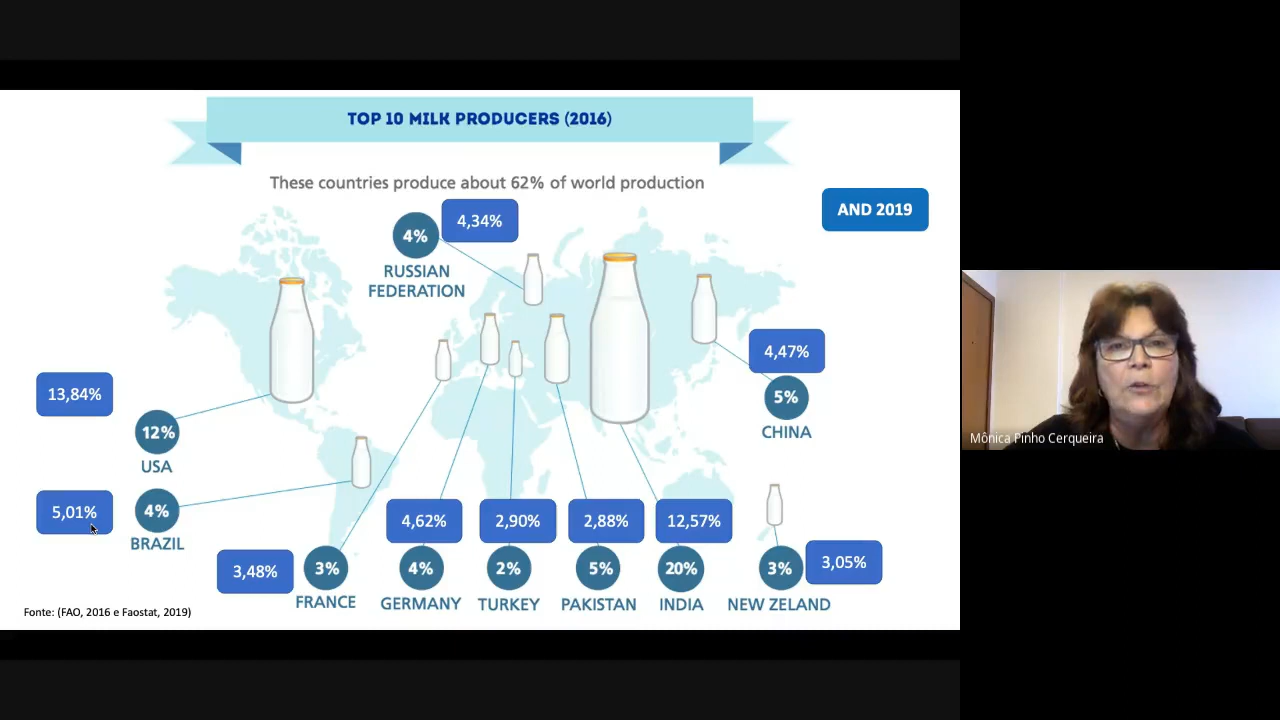 TOP 10 MILK PRODUCERS (2016)
These countries produce about 62% of world production
AND 2019
4%
4,34%
RUSSIAN
FEDERATION
4,47%
5%
CHINA
13,84%
12%
USA
5,01%
4%
BRAZIL
3,48%
3%
FRANCE
4,62%
4%
GERMANY
2,90%
2%
TURKEY
2,88%
5%
PAKISTAN
12,57%
20%
INDIA
3,05%
3%
NEW ZELAND
Fonte: (FAO, 2016 e Faostat, 2019)
Mônica Pinho Cerqueira